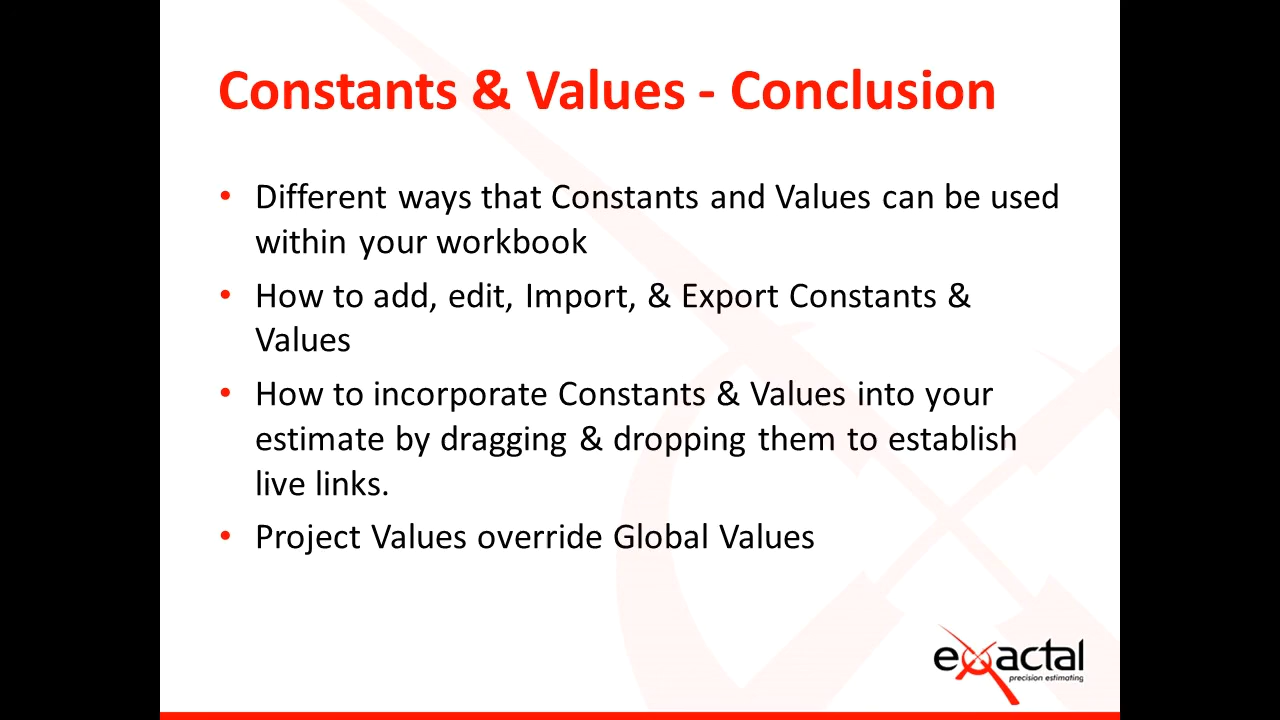 Constants & Values - Conclusion
• Different ways that Constants and Values can be used
within your workbook
• How to add, edit, Import, & Export Constants &
Values
• How to incorporate Constants & Values into your
estimate by dragging & dropping them to establish
live links.
• Project Values override Global Values
exactal
precision estimating